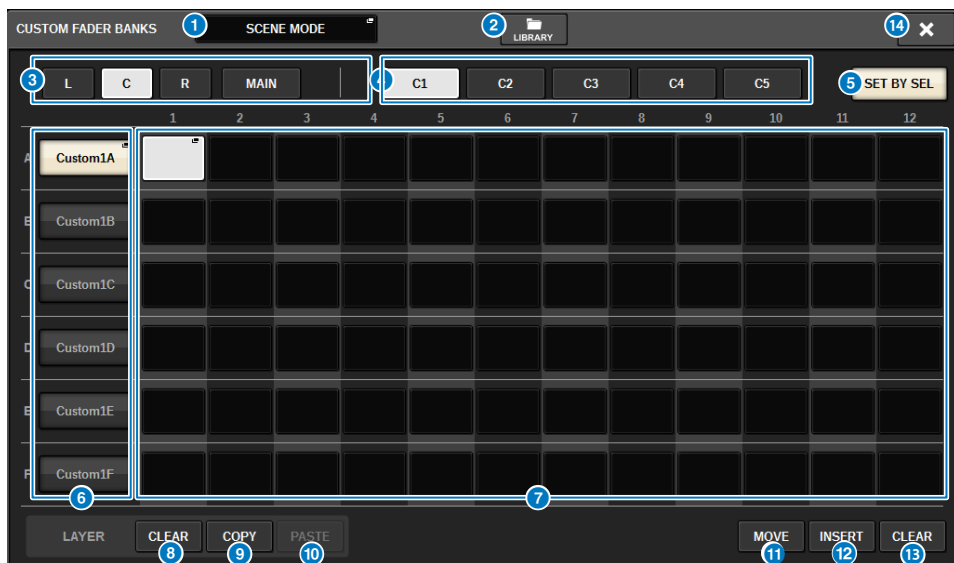 CUSTOM FADER BANKS 1 SCENE MODE 2 LIBRARY 14
3 L C R MAIN 4 C1 C2 C3 C4 C5 5 SET BY SEL
1 2 3 4 5 6 7 8 9 10 11 12
A Custom1A
B Custom1B
C Custom1C
D Custom1D
E Custom1E
F Custom1F
6 7
LAYER CLEAR COPY PASTE MOVE INSERT CLEAR
8 9 10 11 12 13